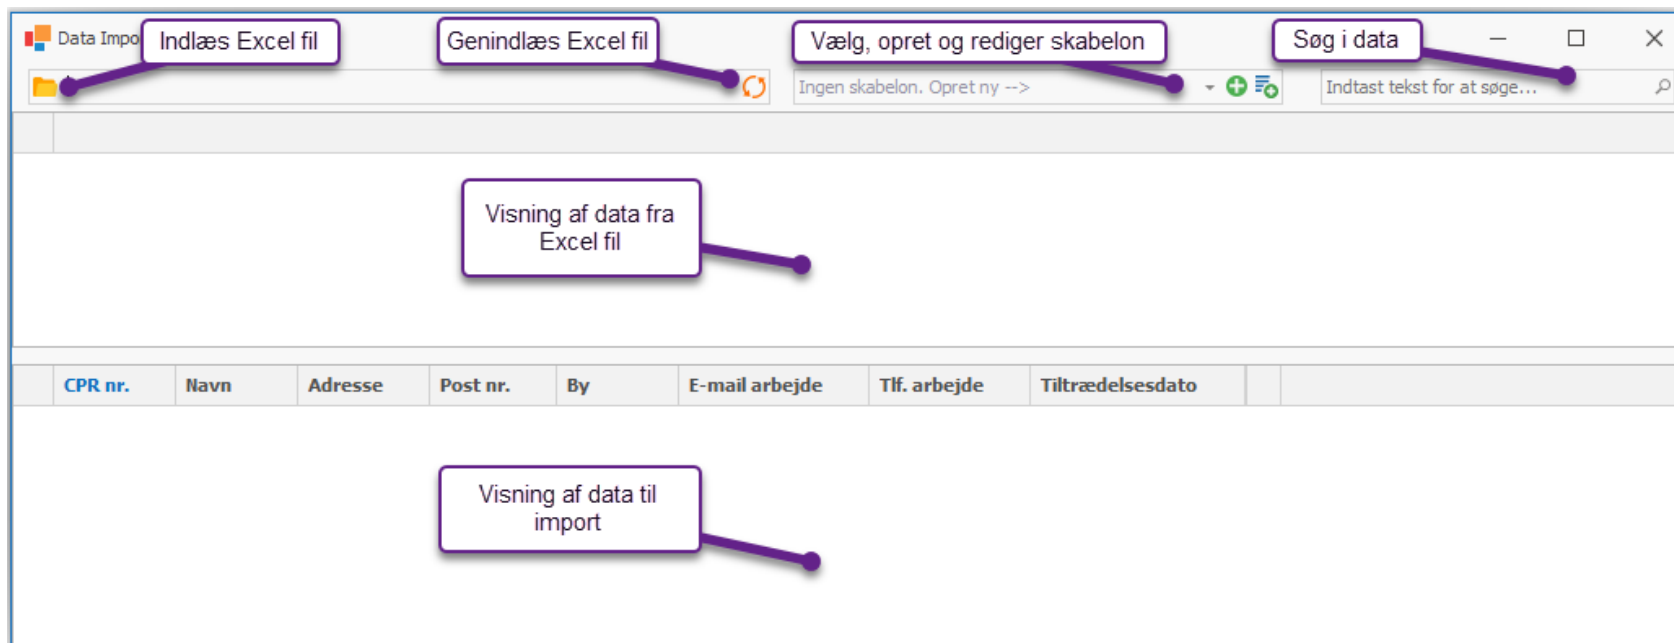 Data Impo
Indlæs Excel fil
Genindlæs Excel fil
Vælg, opret og rediger skabelon
Søg i data
Ingen skabelon. Opret ny -->
Indtast tekst for at søge...
Visning af data fra
Excel fil
CPR nr. Navn Adresse Post nr. By E-mail arbejde Tlf. arbejde Tiltrædelsesdato
Visning af data til
import